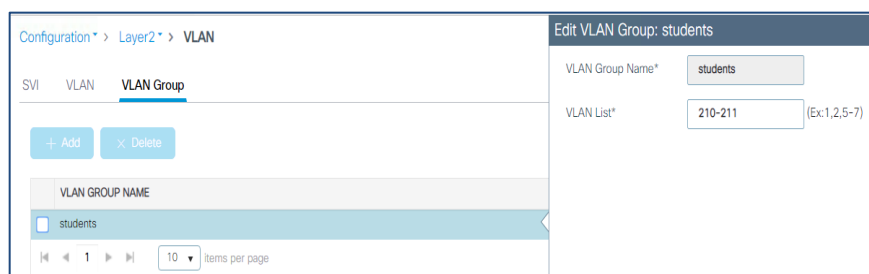 Configuration > Layer2 > VLAN
SVI VLAN VLAN Group
+ Add × Delete
VLAN GROUP NAME
students
1 10 items per page
Edit VLAN Group: students
VLAN Group Name* students
VLAN List* 210-211 (Ex:1,2,5-7)